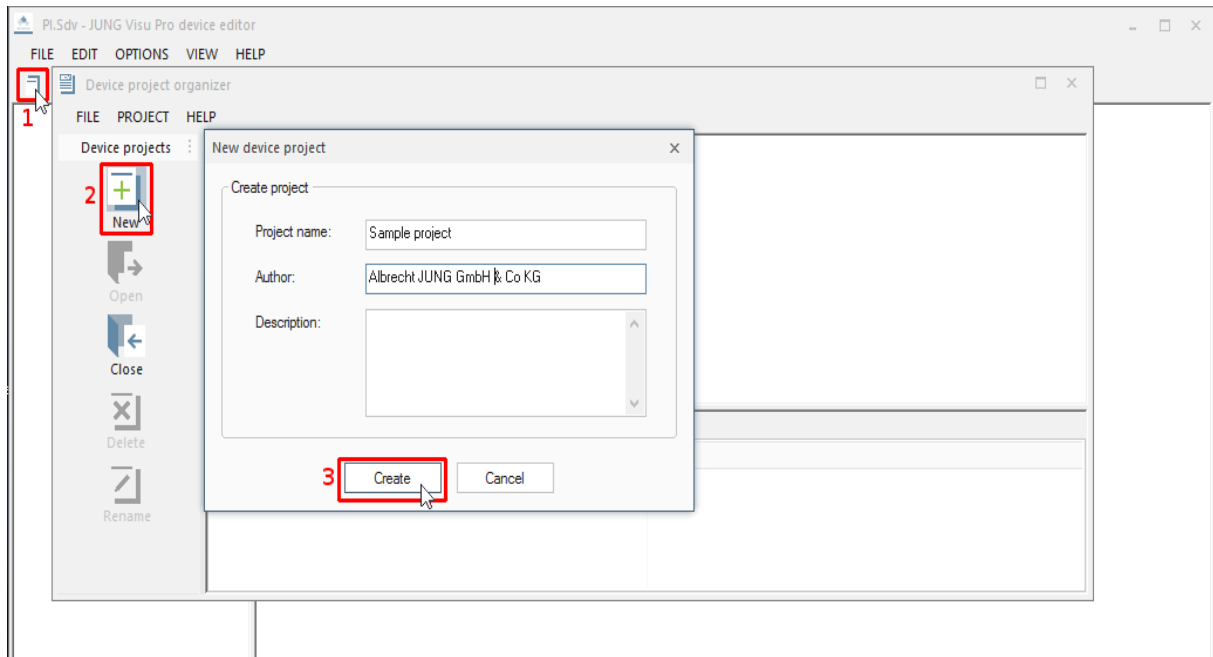 PI.Sdv - JUNG Visu Pro device editor
FILE EDIT OPTIONS VIEW HELP
Device project organizer
1
FILE PROJECT HELP
Device projects
New device project
Create project
2
New
Project name: Sample project
Author: Albrecht JUNG GmbH & Co KG
Open
Description:
Close
Delete
3
Create
Cancel
Rename